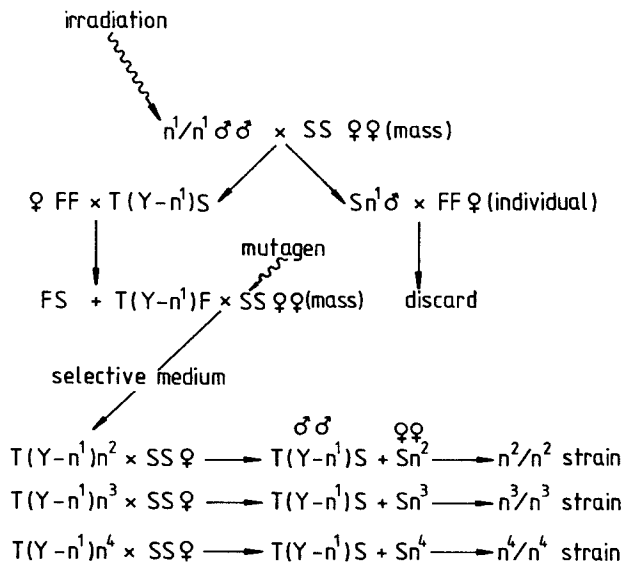 irradiation
n¹/n¹ ♂♂ × SS ♀♀ (mass)
♀ FF × T(Y-n¹)S Sn¹♂ × FF♀ (individual)
mutagen
FS + T(Y-n¹)F × SS♀♀(mass) discard
selective medium
♂♂ ♀♀
T(Y-n¹)n² × SS♀ T(Y-n¹)S + Sn² n²/n² strain
T(Y-n¹)n³ × SS♀ T(Y-n¹)S + Sn³ n³/n³ strain
T(Y-n¹)n⁴ × SS♀ T(Y-n¹)S + Sn⁴ n⁴/n⁴ strain